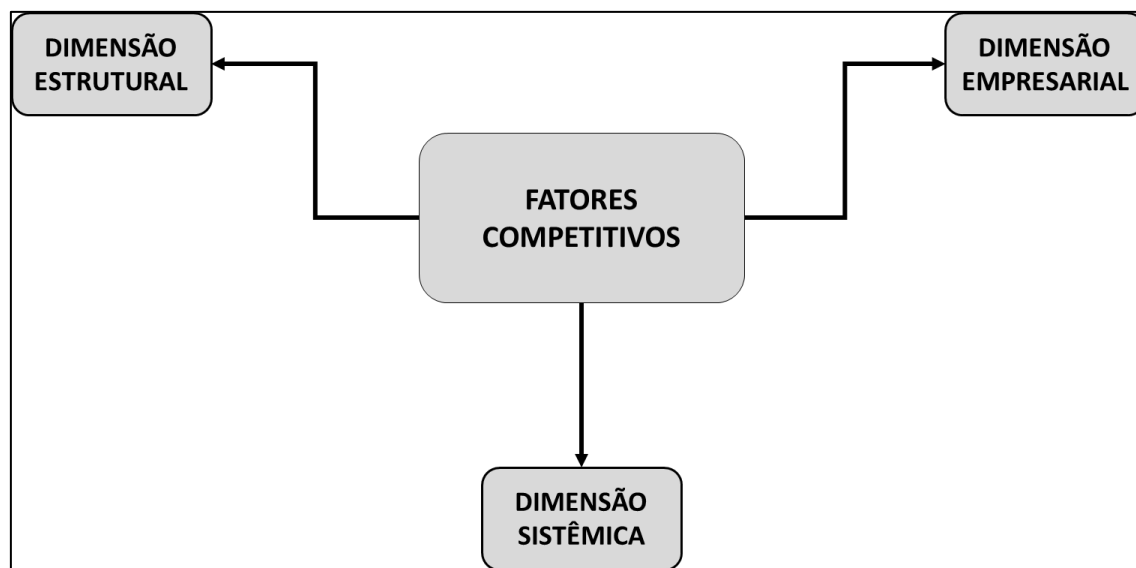 DIMENSÃO
ESTRUTURAL
DIMENSÃO
EMPRESARIAL
FATORES
COMPETITIVOS
DIMENSÃO
SISTÊMICA